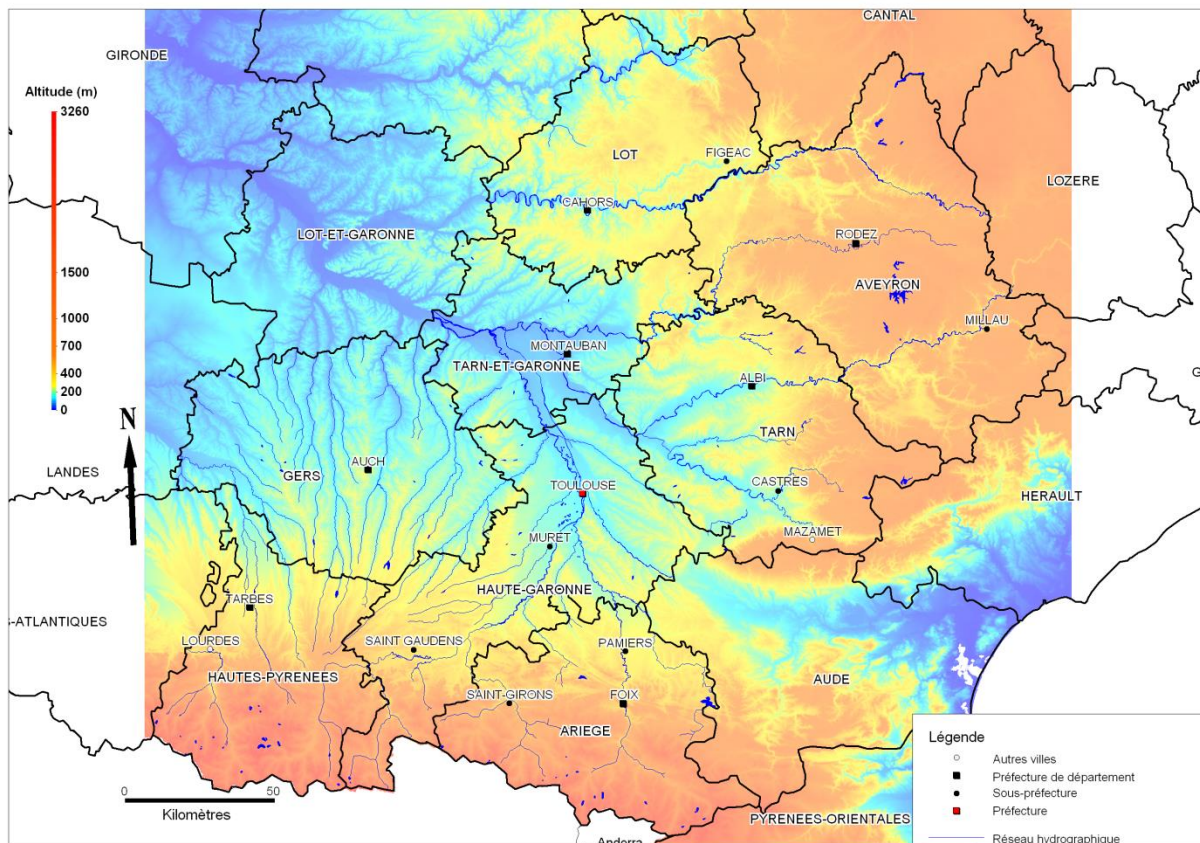 CANTAL
GIRONDE
Altitude (m)
3260
1500
1000
700
400
200
0
LOT
FIGEAC
LOZERE
CAHORS
LOT-ET-GARONNE
RODEZ
AVEYRON
MILLAU
MONTAUBAN
TARN-ET-GARONNE
G
ALBI
TARN
N
LANDES
GERS
AUCH
TOULOUSE
CASTRES
HERAULT
MAZAMET
MURET
HAUTE-GARONNE
TARBES
S-ATLANTIQUES
LOURDES
SAINT GAUDENS
PAMIERS
HAUTES-PYRENEES
AUDE
SAINT-GIRONS
FOIX
ARIEGE
0 50
Kilomètres
PYRENEES-ORIENTALES
Andorra
Légende
Autres villes
Préfecture de département
Sous-préfecture
Préfecture
Réseau hydrographique